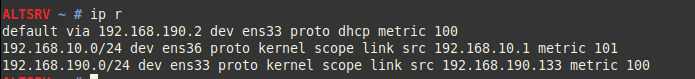 ALTSRV ~ # ip r
default via 192.168.190.2 dev ens33 proto dhcp metric 100
192.168.10.0/24 dev ens36 proto kernel scope link src 192.168.10.1 metric 101
192.168.190.0/24 dev ens33 proto kernel scope link src 192.168.190.133 metric 100
ALTSRV ~ #